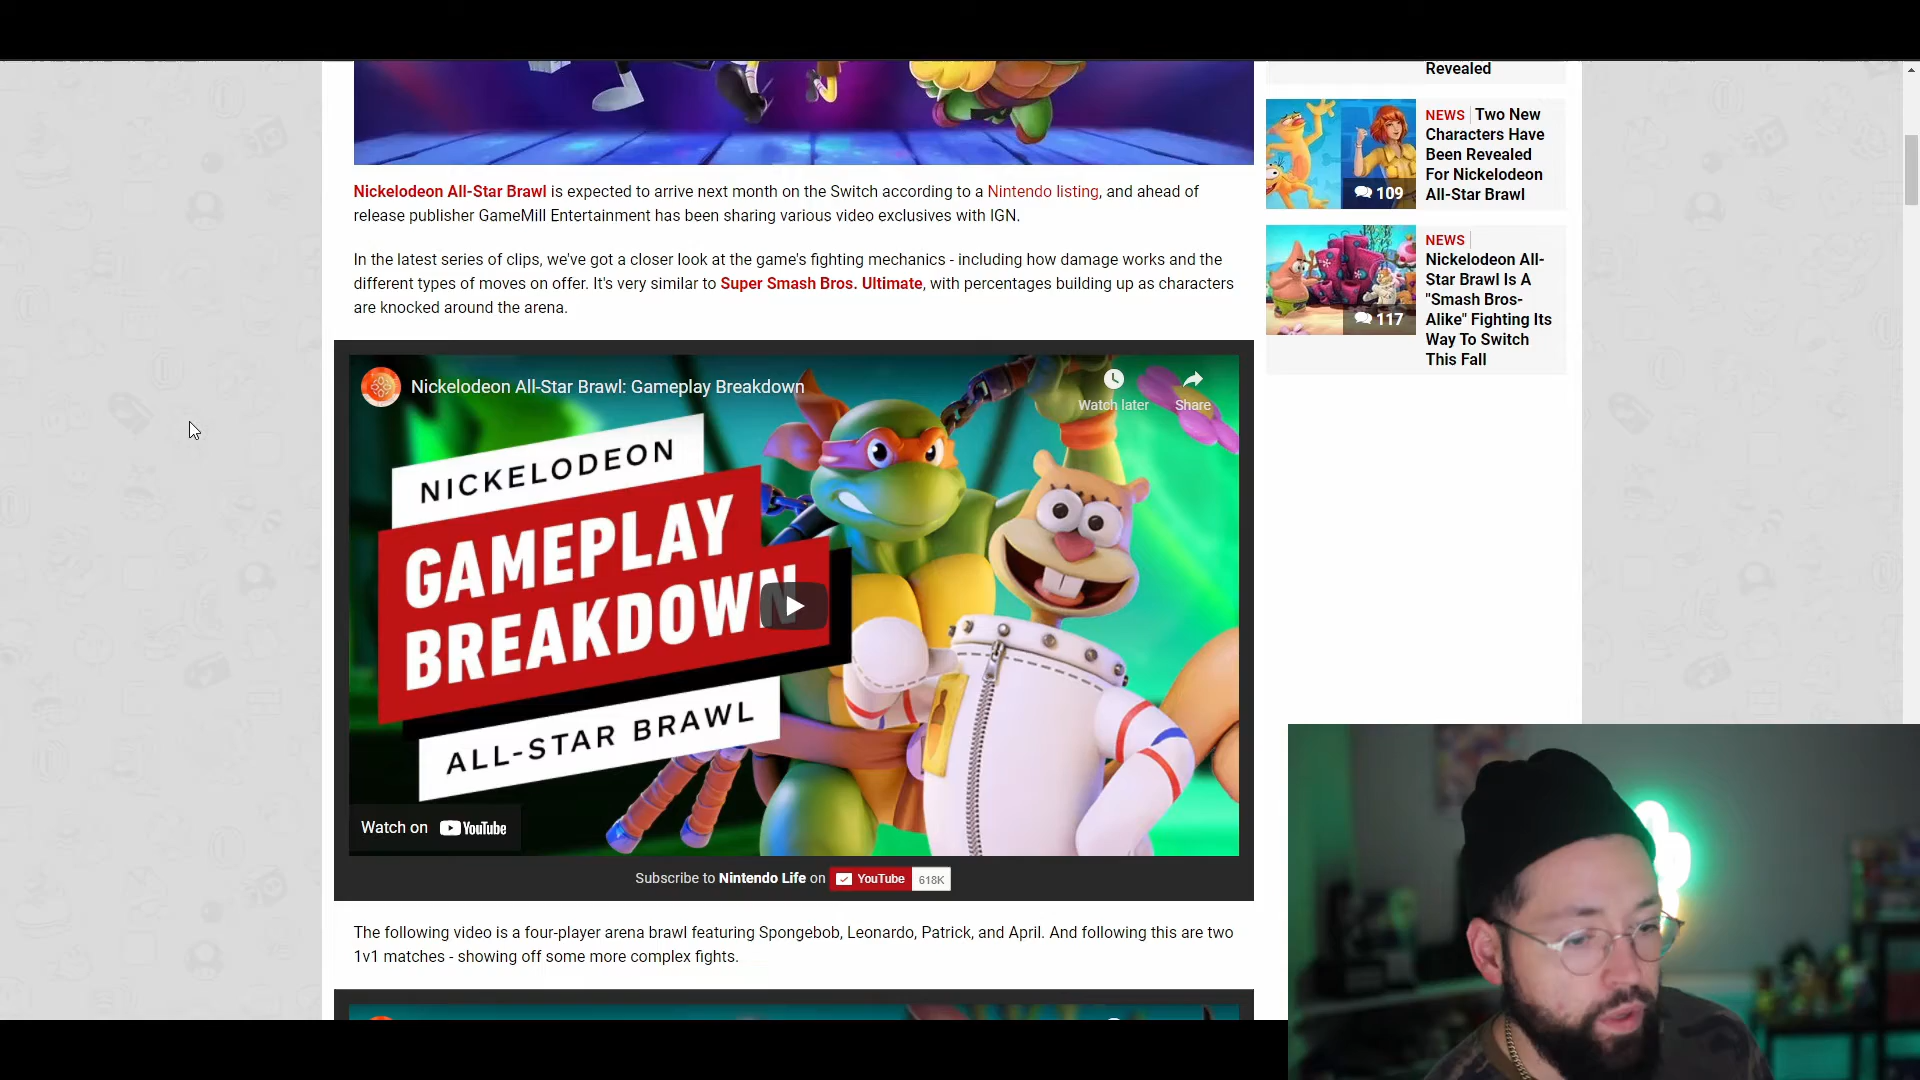 Revealed
NEWS Two New
Characters Have
Been Revealed
For Nickelodeon
All-Star Brawl
109
NEWS
Nickelodeon All-
Star Brawl Is A
"Smash Bros-
Alike" Fighting Its
Way To Switch
This Fall
117
Nickelodeon All-Star Brawl is expected to arrive next month on the Switch according to a Nintendo listing, and ahead of
release publisher GameMill Entertainment has been sharing various video exclusives with IGN.
In the latest series of clips, we've got a closer look at the game's fighting mechanics - including how damage works and the
different types of moves on offer. It's very similar to Super Smash Bros. Ultimate, with percentages building up as characters
are knocked around the arena.
Nickelodeon All-Star Brawl: Gameplay Breakdown
Watch later
Share
NICKELODEON
GAMEPLAY
BREAKDOWN
ALL-STAR BRAWL
Watch on YouTube
Subscribe to Nintendo Life on YouTube 618K
The following video is a four-player arena brawl featuring Spongebob, Leonardo, Patrick, and April. And following this are two
1v1 matches - showing off some more complex fights.